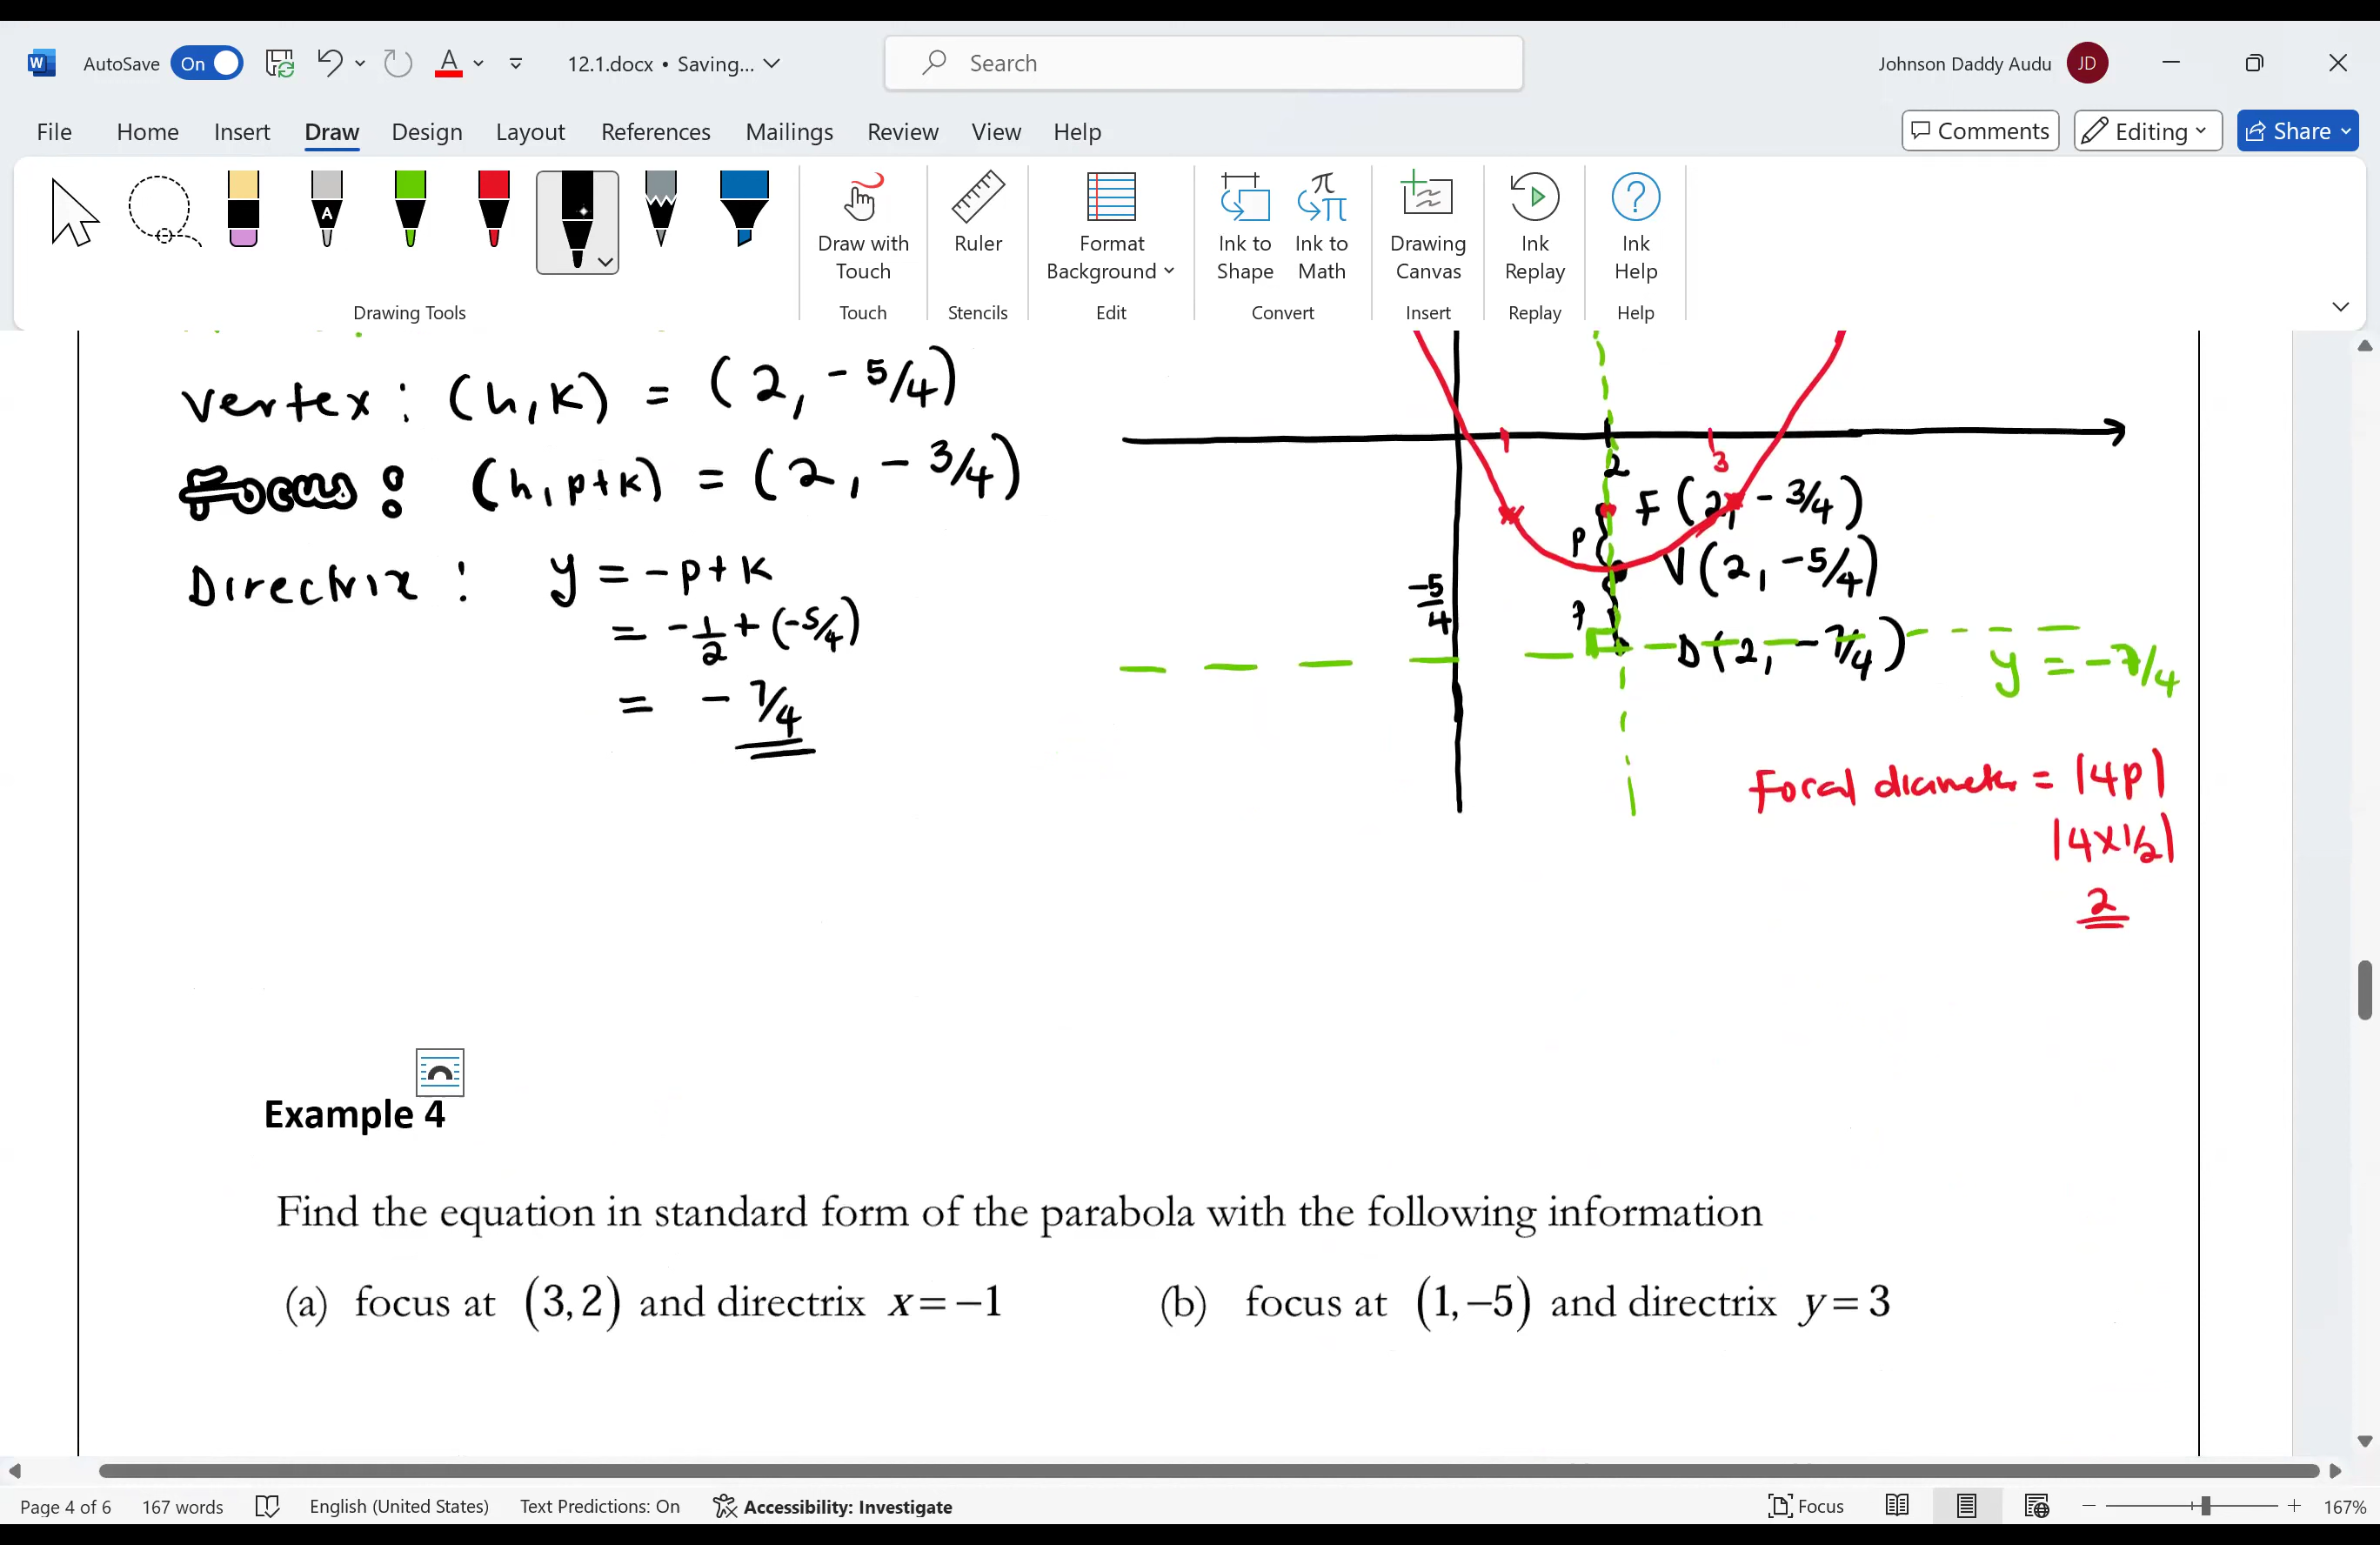 AutoSave On 12.1.docx • Saving... Search Johnson Daddy Audu JD
File Home Insert Draw Design Layout References Mailings Review View Help Comments Editing Share
A
Draw with Touch Ruler Format Background Ink to Shape Ink to Math Drawing Canvas Ink Replay Ink Help
Drawing Tools Touch Stencils Edit Convert Insert Replay Help
Vertex : (h, k) = (2, - 5/4)
Focus : (h, p+k) = (2, - 3/4)
Directrix : y = -p + k
= - 1/2 + (-5/4)
= - 7/4
1 2 3
F (2, - 3/4)
p
V (2, -5/4)
-5/4
D (2, - 7/4)
y = -7/4
Focal diameter = |4p|
|4x1/2|
2
Example 4
Find the equation in standard form of the parabola with the following information
(a) focus at (3, 2) and directrix x = −1 (b) focus at (1, −5) and directrix y = 3
Page 4 of 6 167 words English (United States) Text Predictions: On Accessibility: Investigate Focus 167%